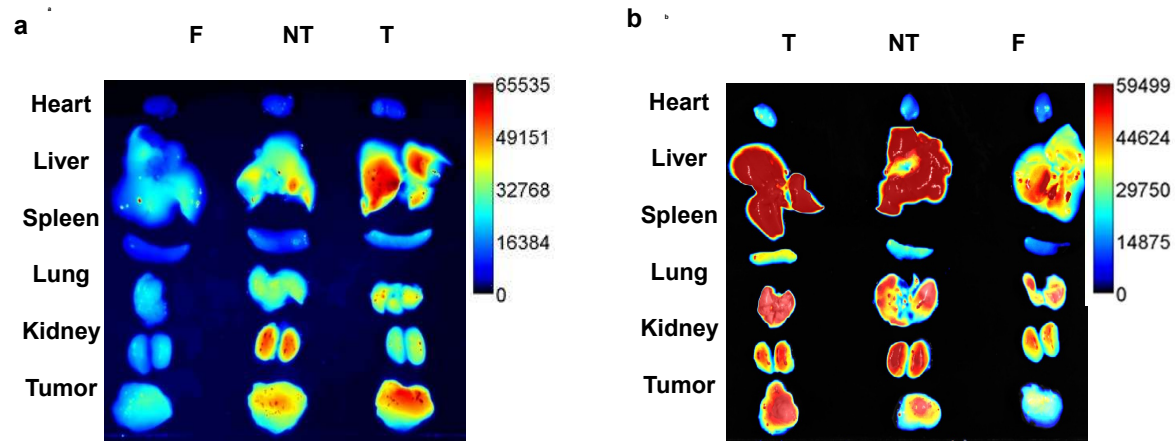 a
a
F NT T
Heart
Liver
Spleen
Lung
Kidney
Tumor
65535
49151
32768
16384
0
b
b
T NT F
Heart
Liver
Spleen
Lung
Kidney
Tumor
59499
44624
29750
14875
0